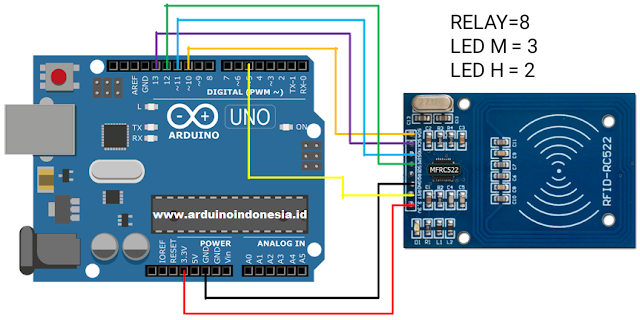 RELAY=8
LED M = 3
LED H = 2
AREF
GND
13
12
~11
~10
~9
8
7
~6
~5
4
~3
2
TX-1
RX-0
DIGITAL (PWM ~)
L
TX
RX
ARDUINO
UNO
ON
MFRC522
RFID-RC522
www.arduinoindonesia.id
POWER
ANALOG IN
IOREF
RESET
3.3V
5V
GND
GND
Vin
A0
A1
A2
A3
A4
A5